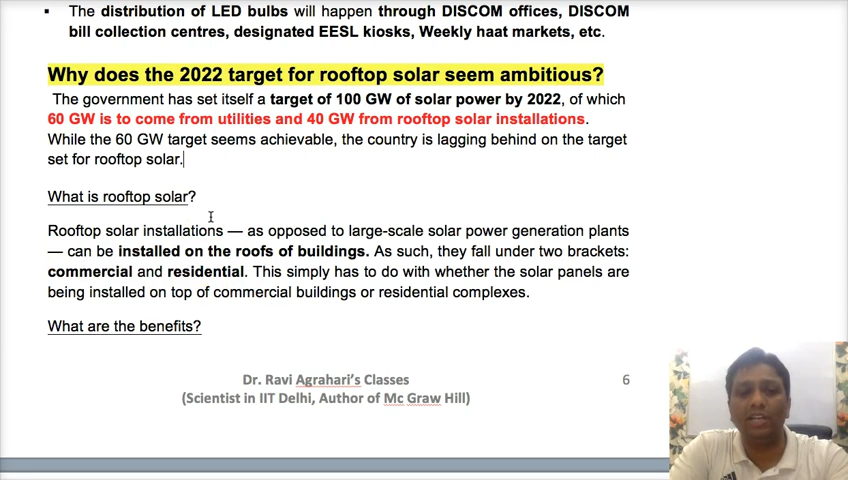 ▪ The distribution of LED bulbs will happen through DISCOM offices, DISCOM
bill collection centres, designated EESL kiosks, Weekly haat markets, etc.
Why does the 2022 target for rooftop solar seem ambitious?
The government has set itself a target of 100 GW of solar power by 2022, of which
60 GW is to come from utilities and 40 GW from rooftop solar installations.
While the 60 GW target seems achievable, the country is lagging behind on the target
set for rooftop solar.
What is rooftop solar?
Rooftop solar installations — as opposed to large-scale solar power generation plants
— can be installed on the roofs of buildings. As such, they fall under two brackets:
commercial and residential. This simply has to do with whether the solar panels are
being installed on top of commercial buildings or residential complexes.
What are the benefits?
Dr. Ravi Agrahari's Classes 6
(Scientist in IIT Delhi, Author of Mc Graw Hill)